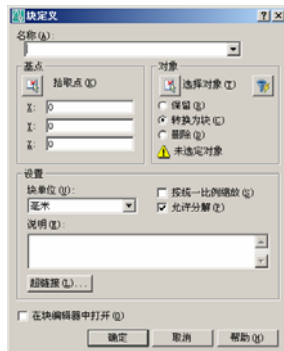 块定义
名称(A):
基点
拾取点(K)
X: 0
Y: 0
Z: 0
对象
选择对象(T)
保留(R)
转换为块(C)
删除(D)
未选定对象
设置
块单位(U):
毫米
按统一比例缩放(S)
允许分解(P)
说明(E):
超链接(L)...
在块编辑器中打开(O)
确定
取消
帮助(H)